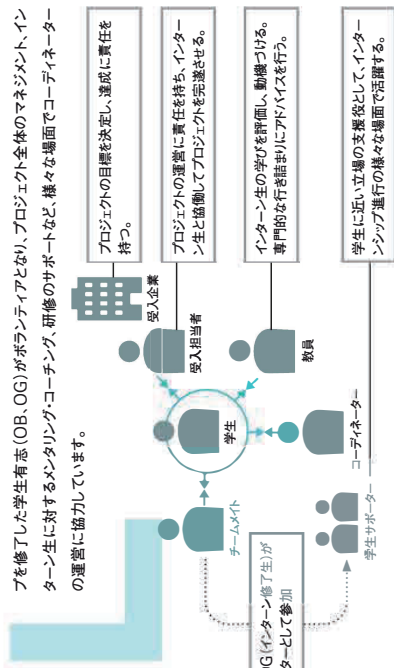 プを修了した学生有志(OB、OG)がボランティアとなり、プロジェクト全体のマネジメント、イン
ターン生に対するメンタリング・コーチング、研修のサポートなど、様々な場面でコーディネーター
の運営に協力しています。
受入企業
プロジェクトの目標を決定し、達成に責任を
持つ。
受入担当者
プロジェクトの運営に責任を持ち、インター
ン生と協働してプロジェクトを完遂させる。
教員
インターン生の学びを評価し、動機づける。
専門的な行き詰まりにアドバイスを行う。
学生
チームメイト
コーディネーター
学生サポーター
学生に近い立場の支援役として、インター
ンシップ進行の様々な場面で活躍する。
G(インターン修了生)が
ターとして参加